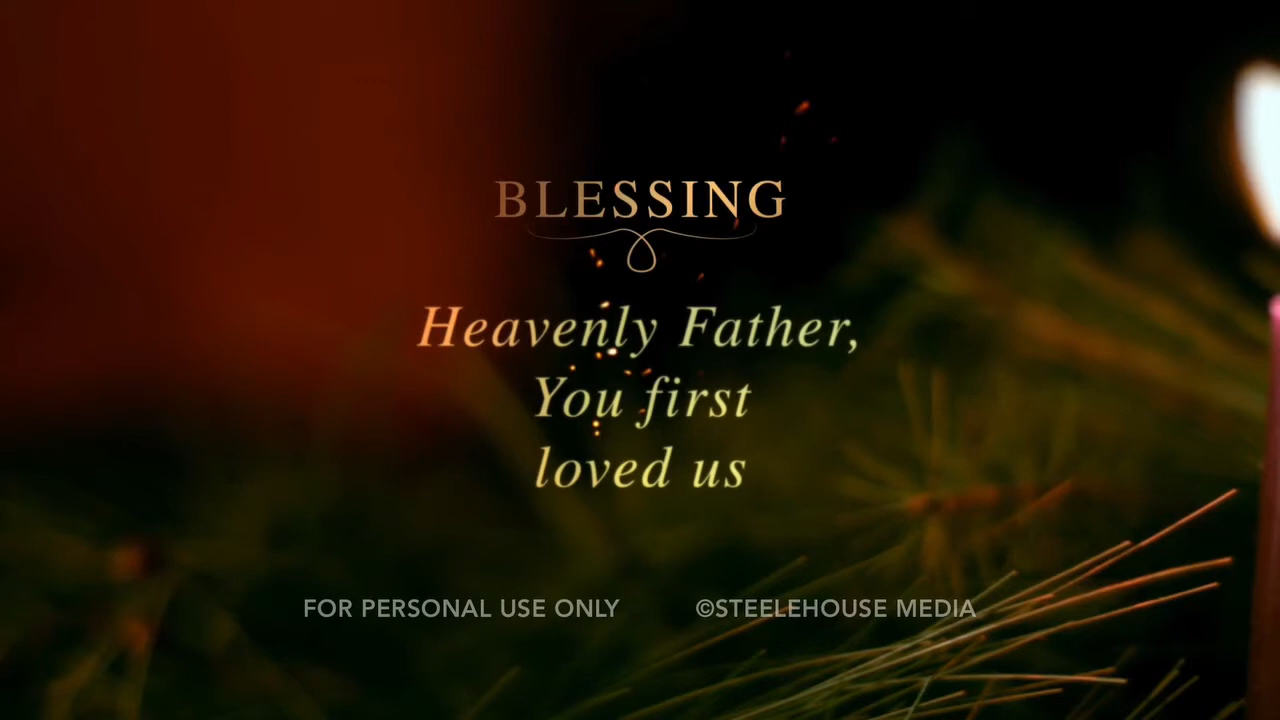 BLESSING
Heavenly Father,
You first
loved us
FOR PERSONAL USE ONLY ©STEELEHOUSE MEDIA